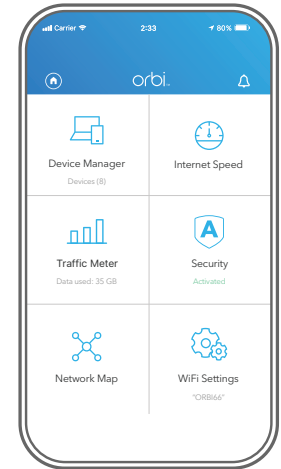 Carrier 2:33 80%
orbi™
Device Manager
Devices (8)
Internet Speed
Traffic Meter
Data used: 35 GB
A
Security
Activated
Network Map
WiFi Settings
"ORBI66"